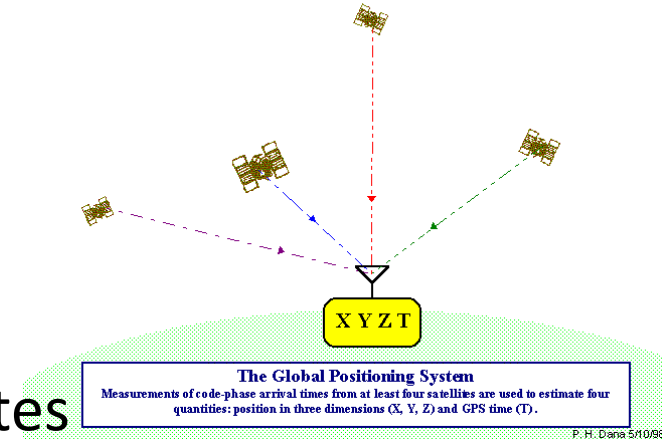 X Y Z T
The Global Positioning System
Measurements of code-phase arrival times from at least four satellites are used to estimate four
quantities: position in three dimensions (X, Y, Z) and GPS time (T) .
tes
P. H. Dana 5/10/98